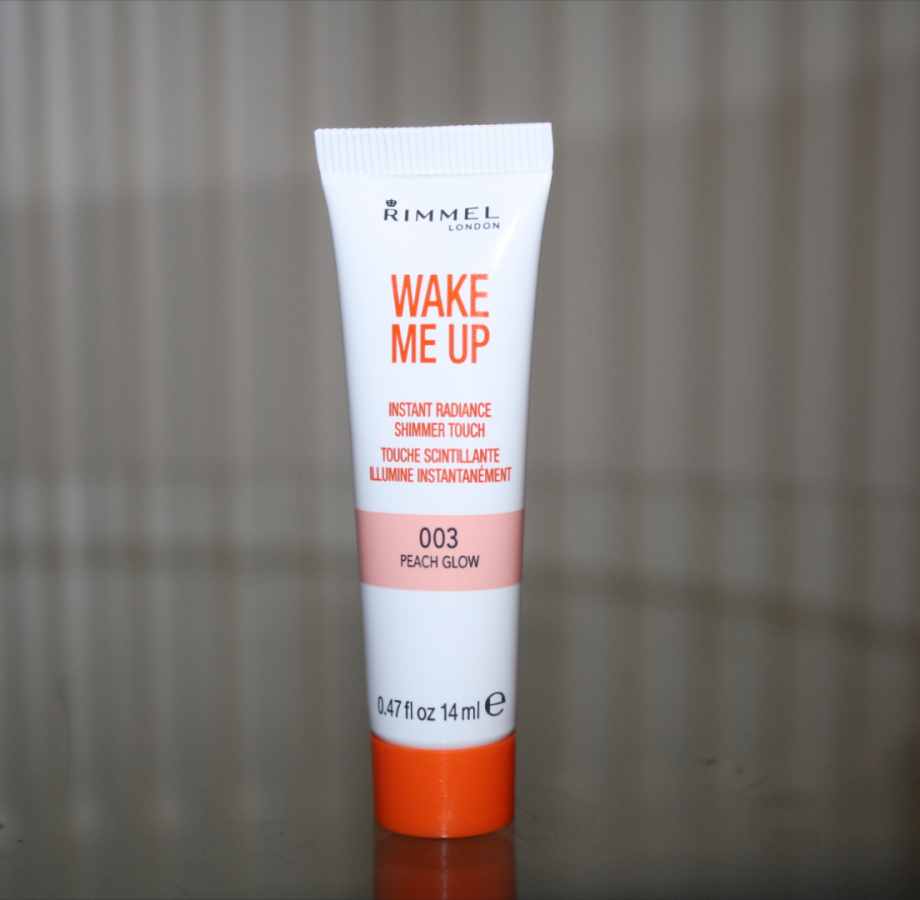 RIMMEL
LONDON
WAKE
ME UP
INSTANT RADIANCE
SHIMMER TOUCH
TOUCHE SCINTILLANTE
ILLUMINE INSTANTANÉMENT
003
PEACH GLOW
0.47 fl oz 14 ml ℮